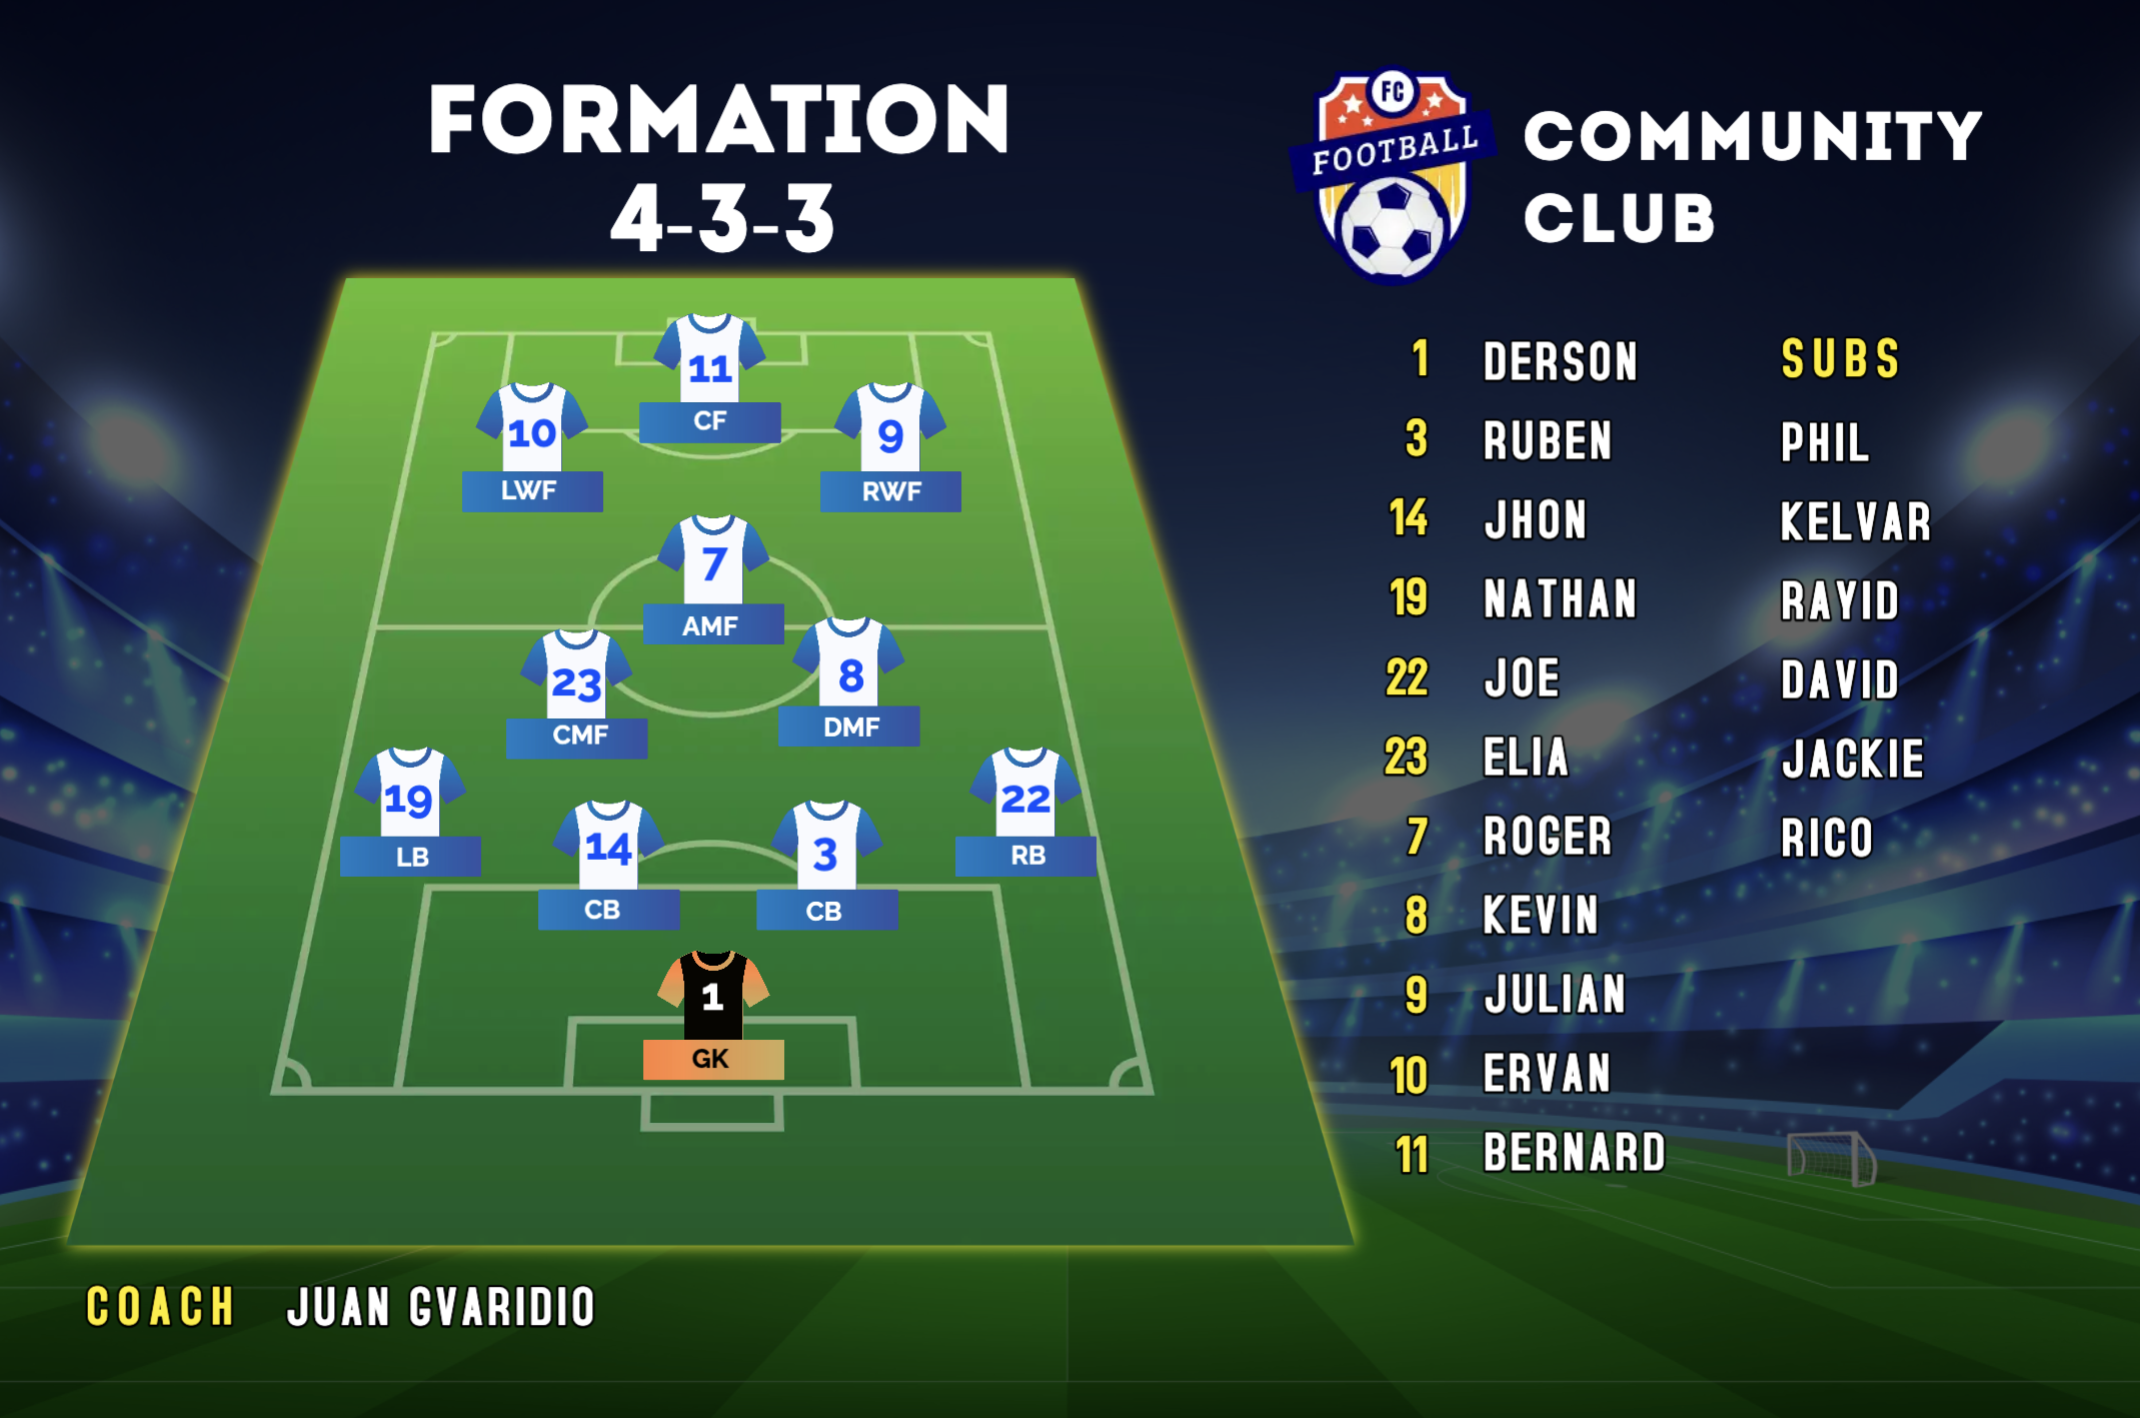 FORMATION
4-3-3
FC
FOOTBALL
COMMUNITY
CLUB
11
CF
10
LWF
9
RWF
7
AMF
23
CMF
8
DMF
19
LB
14
CB
3
CB
22
RB
1
GK
1 DERSON
3 RUBEN
14 JHON
19 NATHAN
22 JOE
23 ELIA
7 ROGER
8 KEVIN
9 JULIAN
10 ERVAN
11 BERNARD
SUBS
PHIL
KELVAR
RAYID
DAVID
JACKIE
RICO
COACH JUAN GVARIDIO